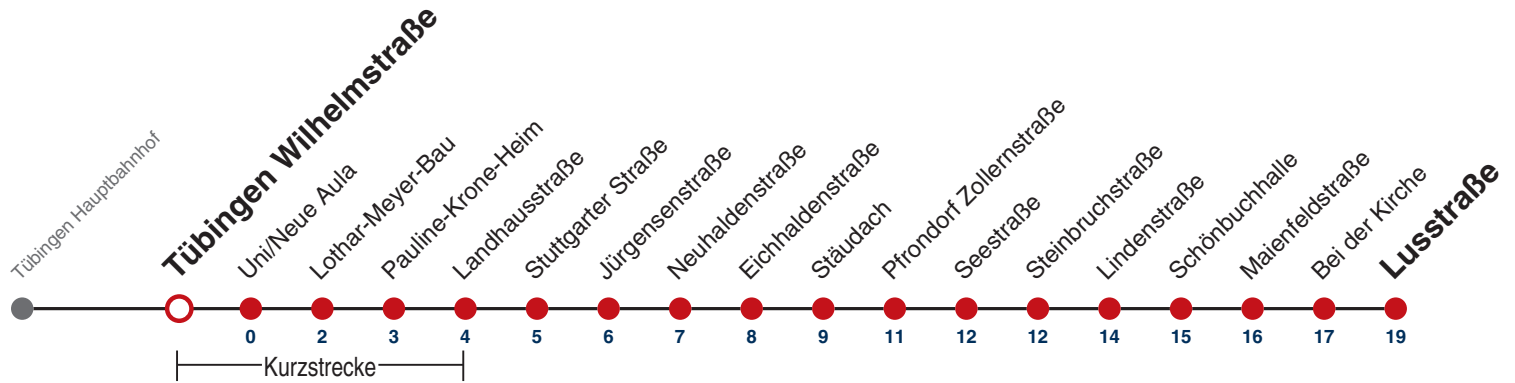 Tübingen Hauptbahnhof
Tübingen Wilhelmstraße
Uni/Neue Aula
Lothar-Meyer-Bau
Pauline-Krone-Heim
Landhausstraße
Stuttgarter Straße
Jürgensenstraße
Neuhaldenstraße
Eichhaldenstraße
Stäudach
Pfrondorf Zollernstraße
Seestraße
Steinbruchstraße
Lindenstraße
Schönbuchhalle
Maienfeldstraße
Bei der Kirche
Lusstraße
0 2 3 4 5 6 7 8 9 11 12 12 14 15 16 17 19
Kurzstrecke